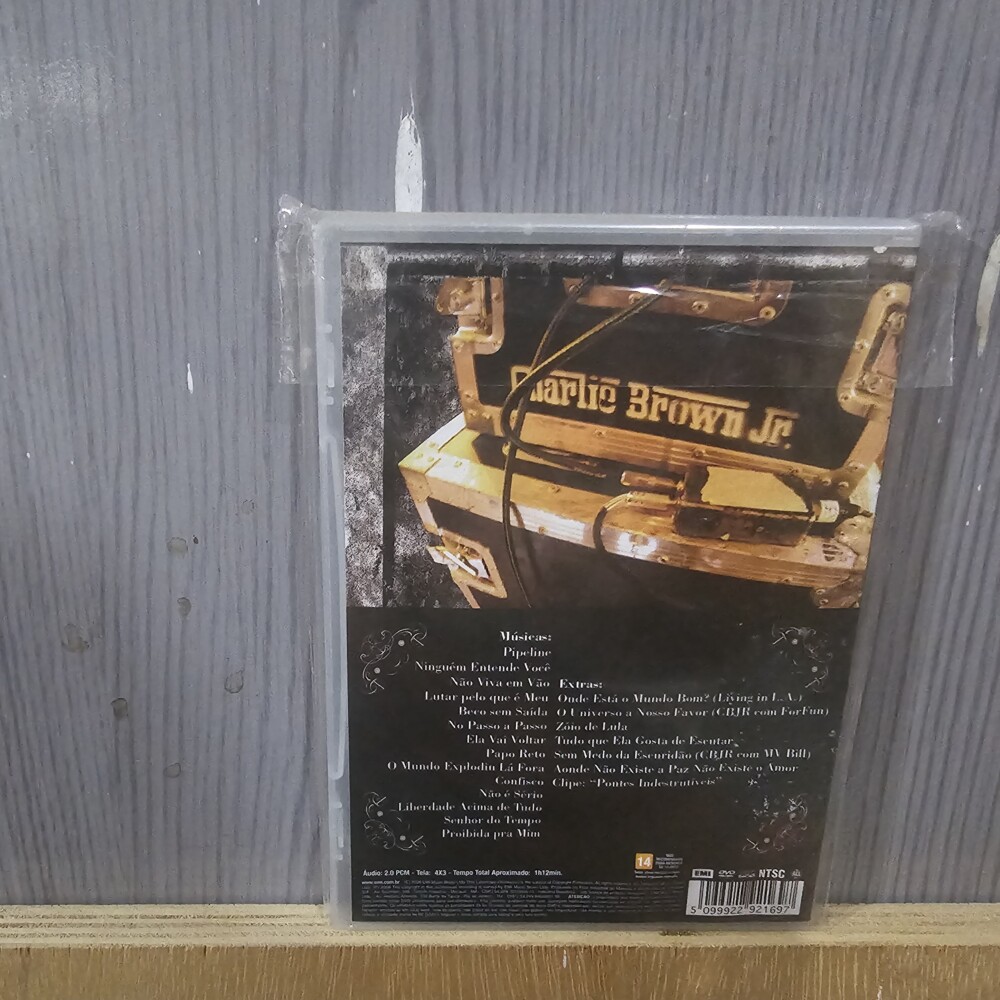 Charlie Brown Jr.
Músicas:
Pipeline
Ninguém Entende Você
Não Viva em Vão
Lutar pelo que é Meu
Beco sem Saída
No Passo a Passo
Ela Vai Voltar
Papo Reto
O Mundo Explodiu Lá Fora
Confisco
Não é Sério
Liberdade Acima de Tudo
Senhor do Tempo
Proibida pra Mim
Extras:
Onde Está o Mundo Bom? (Living in L.A.)
O Universo a Nosso Favor (CBJR com ForFun)
Zóio de Lula
Tudo que Ela Gosta de Escutar
Sem Medo da Escuridão (CBJR com MV Bill)
Aonde Não Existe a Paz Não Existe o Amor
Clipe: “Pontes Indestrutíveis”
Áudio: 2.0 PCM - Tela: 4X3 - Tempo Total Aproximado: 1h12min.
14
EMI DVD NTSC
ATENÇÃO
5 099922 921697